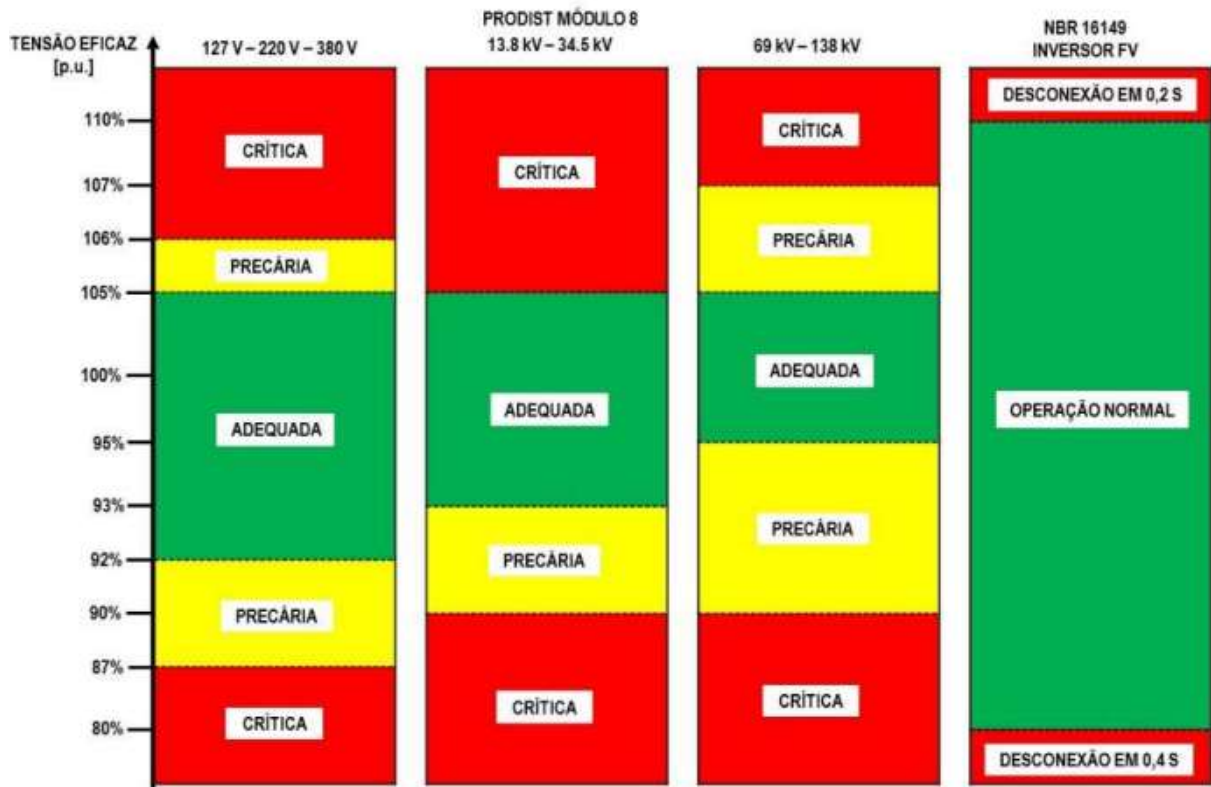 PRODIST MÓDULO 8
TENSÃO EFICAZ
[p.u.]
127 V – 220 V – 380 V
13.8 kV – 34.5 kV
69 kV – 138 kV
NBR 16149
INVERSOR FV
110%
107%
106%
105%
100%
95%
93%
92%
90%
87%
80%
CRÍTICA
PRECÁRIA
ADEQUADA
PRECÁRIA
CRÍTICA
CRÍTICA
ADEQUADA
PRECÁRIA
CRÍTICA
CRÍTICA
PRECÁRIA
ADEQUADA
PRECÁRIA
CRÍTICA
DESCONEXÃO EM 0,2 S
OPERAÇÃO NORMAL
DESCONEXÃO EM 0,4 S